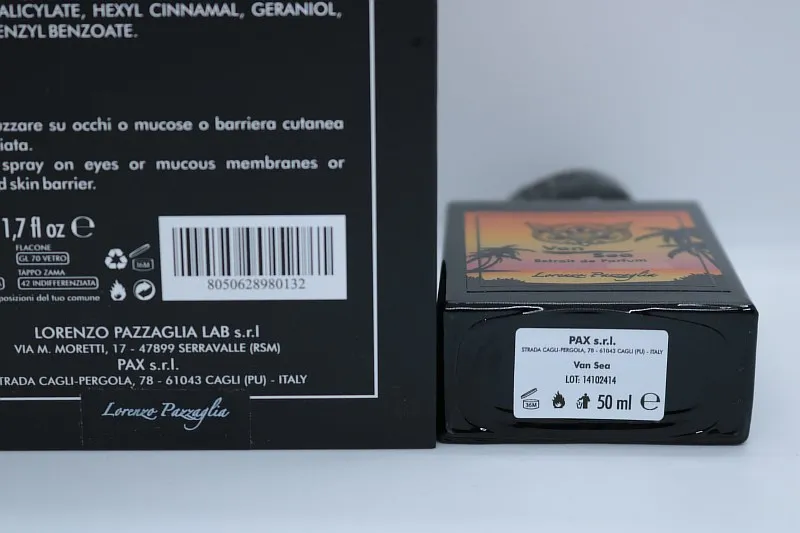 ALICYLATE, HEXYL CINNAMAL, GERANIOL,
ENZYL BENZOATE.
zzare su occhi o mucose o barriera cutanea
iata.
spray on eyes or mucous membranes or
d skin barrier.
1,7 fl oz ℮
FLACONE
GL 70 VETRO
TAPPO ZAMA
42 INDIFFERENZIATA
posizioni del tuo comune
36M
8050628980132
LORENZO PAZZAGLIA LAB s.r.l
VIA M. MORETTI, 17 - 47899 SERRAVALLE (RSM)
PAX s.r.l.
STRADA CAGLI-PERGOLA, 78 - 61043 CAGLI (PU) - ITALY
Lorenzo Pazzaglia
Van
Sea
Extrait de Parfum
Lorenzo Pazzaglia
PAX s.r.l.
STRADA CAGLI-PERGOLA, 78 - 61043 CAGLI (PU) - ITALY
Van Sea
LOT: 14102414
36M
50 ml ℮